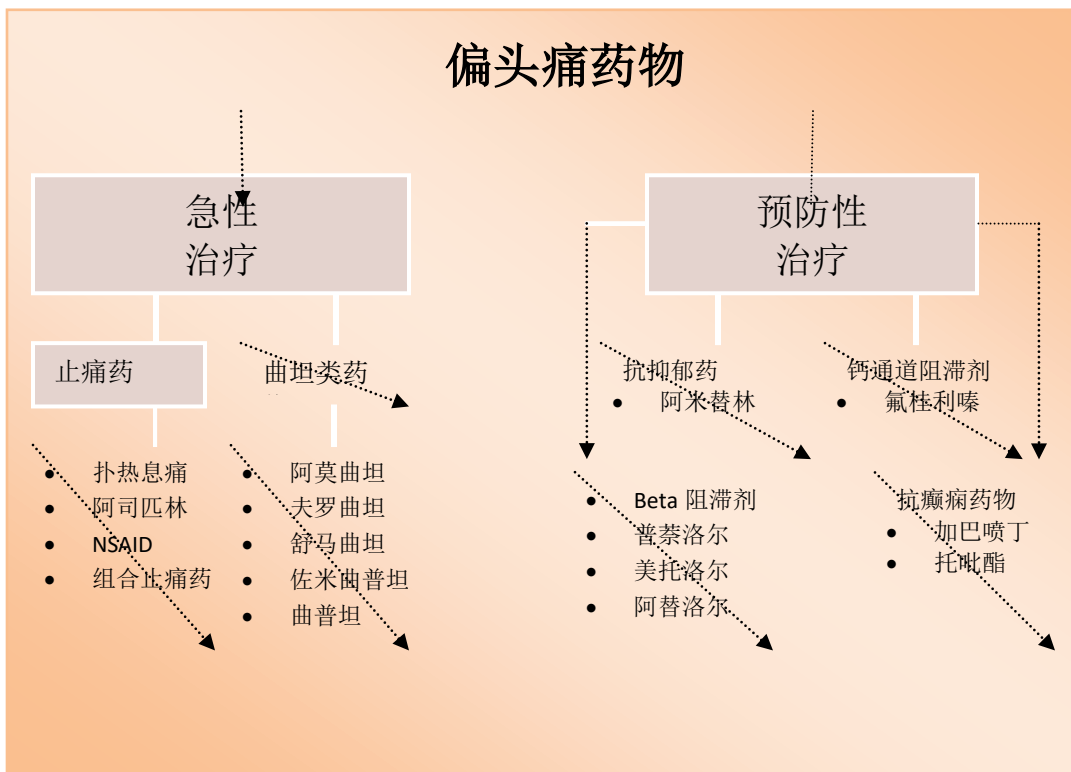 偏头痛药物
急性
治疗
止痛药
• 扑热息痛
• 阿司匹林
• NSAID
• 组合止痛药
曲坦类药
• 阿莫曲坦
• 夫罗曲坦
• 舒马曲坦
• 佐米曲普坦
• 曲普坦
预防性
治疗
抗抑郁药
• 阿米替林
钙通道阻滞剂
• 氟桂利嗪
• Beta 阻滞剂
• 普萘洛尔
• 美托洛尔
• 阿替洛尔
抗癫痫药物
• 加巴喷丁
• 托吡酯